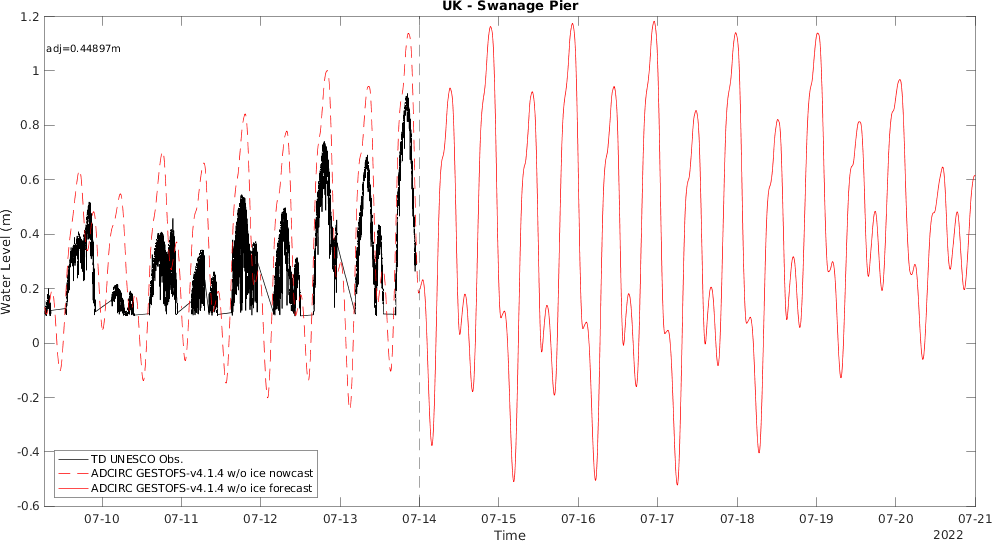 UK - Swanage Pier
adj=0.44897m
1.2
1
0.8
0.6
0.4
0.2
0
-0.2
-0.4
-0.6
Water Level (m)
TD UNESCO Obs.
ADCIRC GESTOFS-v4.1.4 w/o ice nowcast
ADCIRC GESTOFS-v4.1.4 w/o ice forecast
07-10 07-11 07-12 07-13 07-14 07-15 07-16 07-17 07-18 07-19 07-20 07-21
Time
2022